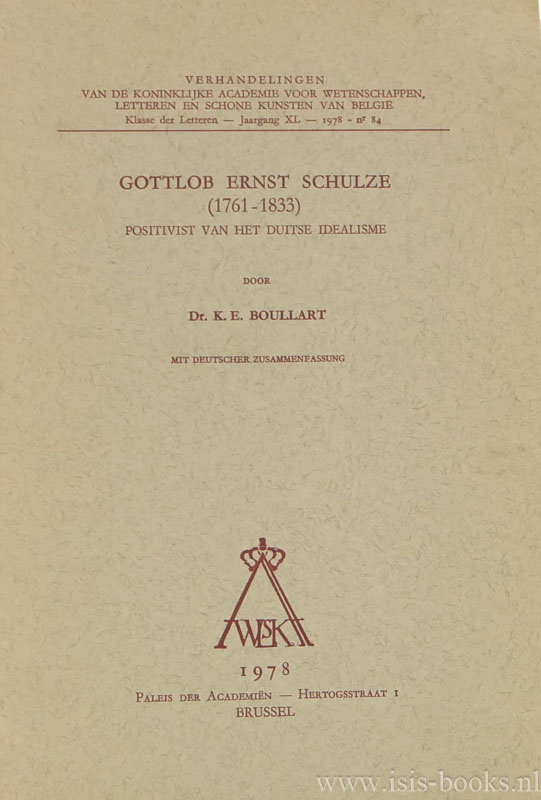 VERHANDELINGEN
VAN DE KONINKLIJKE ACADEMIE VOOR WETENSCHAPPEN,
LETTEREN EN SCHONE KUNSTEN VAN BELGIË
Klasse der Letteren — Jaargang XL — 1978 - nr 84
GOTTLOB ERNST SCHULZE
(1761-1833)
POSITIVIST VAN HET DUITSE IDEALISME
DOOR
Dr. K. E. BOULLART
MIT DEUTSCHER ZUSAMMENFASSUNG
AWLSK
1978
PALEIS DER ACADEMIËN — HERTOGSSTRAAT 1
BRUSSEL
www.isis-books.nl